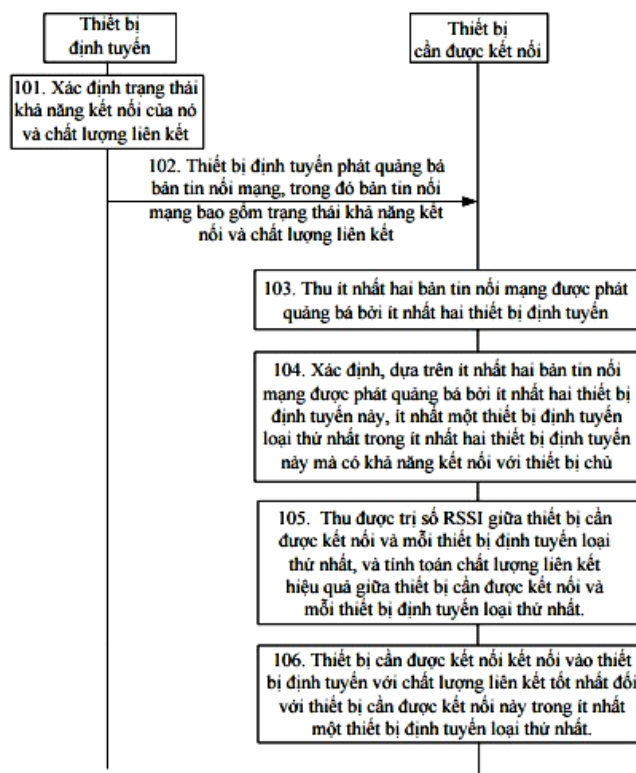 Thiết bị
định tuyến
Thiết bị
cần được kết nối
101. Xác định trạng thái
khả năng kết nối của nó
và chất lượng liên kết
102. Thiết bị định tuyến phát quảng bá
bản tin nối mạng, trong đó bản tin nối
mạng bao gồm trạng thái khả năng kết
nối và chất lượng liên kết
103. Thu ít nhất hai bản tin nối mạng được phát
quảng bá bởi ít nhất hai thiết bị định tuyến
104. Xác định, dựa trên ít nhất hai bản tin nối
mạng được phát quảng bá bởi ít nhất hai thiết bị
định tuyến này, ít nhất một thiết bị định tuyến
loại thứ nhất trong ít nhất hai thiết bị định tuyến
này mà có khả năng kết nối với thiết bị chủ
105. Thu được trị số RSSI giữa thiết bị cần
được kết nối và mỗi thiết bị định tuyến loại
thứ nhất, và tính toán chất lượng liên kết
hiệu quả giữa thiết bị cần được kết nối và
mỗi thiết bị định tuyến loại thứ nhất.
106. Thiết bị cần được kết nối kết nối vào thiết
bị định tuyến với chất lượng liên kết tốt nhất đối
với thiết bị cần được kết nối này trong ít nhất
một thiết bị định tuyến loại thứ nhất.